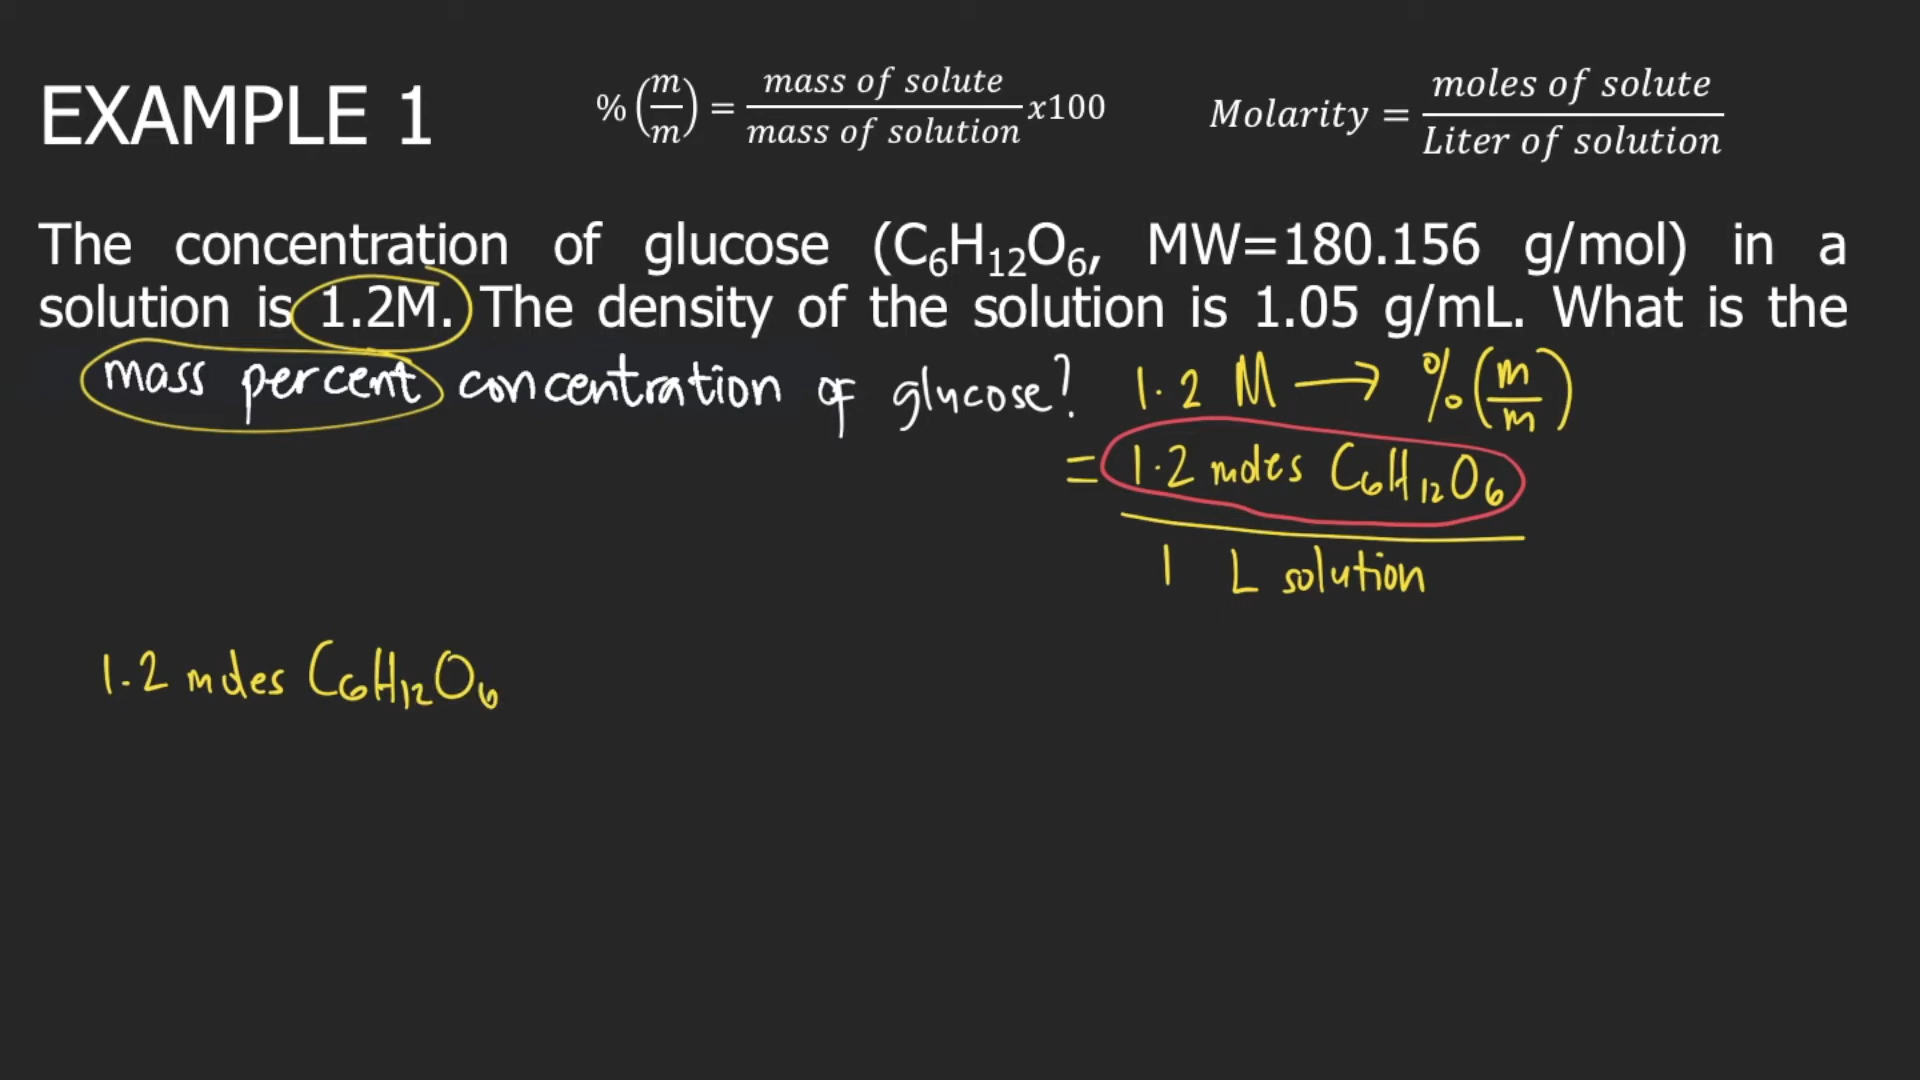 EXAMPLE 1
% (m/m) = mass of solute / mass of solution x100
Molarity = moles of solute / Liter of solution
The concentration of glucose (C₆H₁₂O₆, MW=180.156 g/mol) in a
solution is 1.2M. The density of the solution is 1.05 g/mL. What is the
mass percent concentration of glucose?
1.2 M → % (m/m)
= 1.2 moles C₆H₁₂O₆
1 L solution
1.2 moles C₆H₁₂O₆